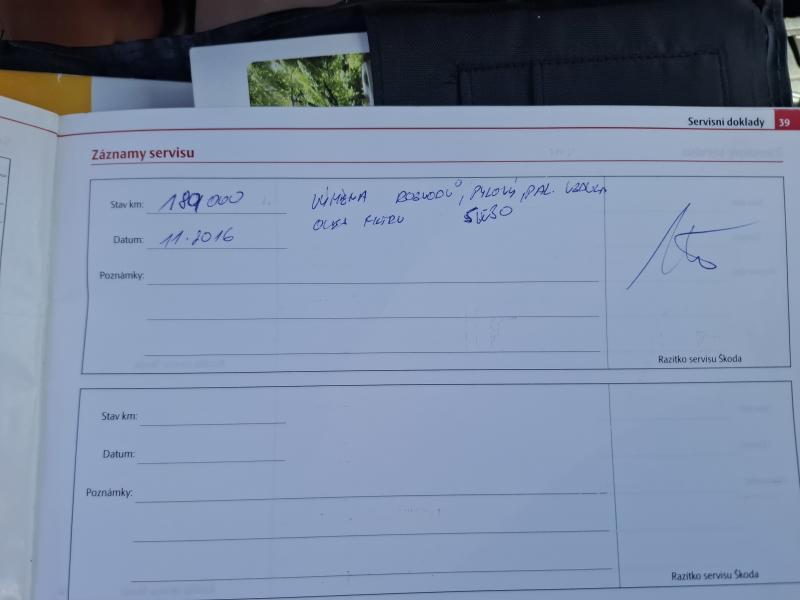 Servisní doklady 39
Záznamy servisu
Stav km: 189 000
VÝMĚNA ROZVODŮ, PYLOVÝ, PAL. VZDUCH
Datum: 11.2016
OLEJ FILTRU 5W30
Poznámky:
Razítko servisu Škoda
Stav km:
Datum:
Poznámky:
Razítko servisu Škoda